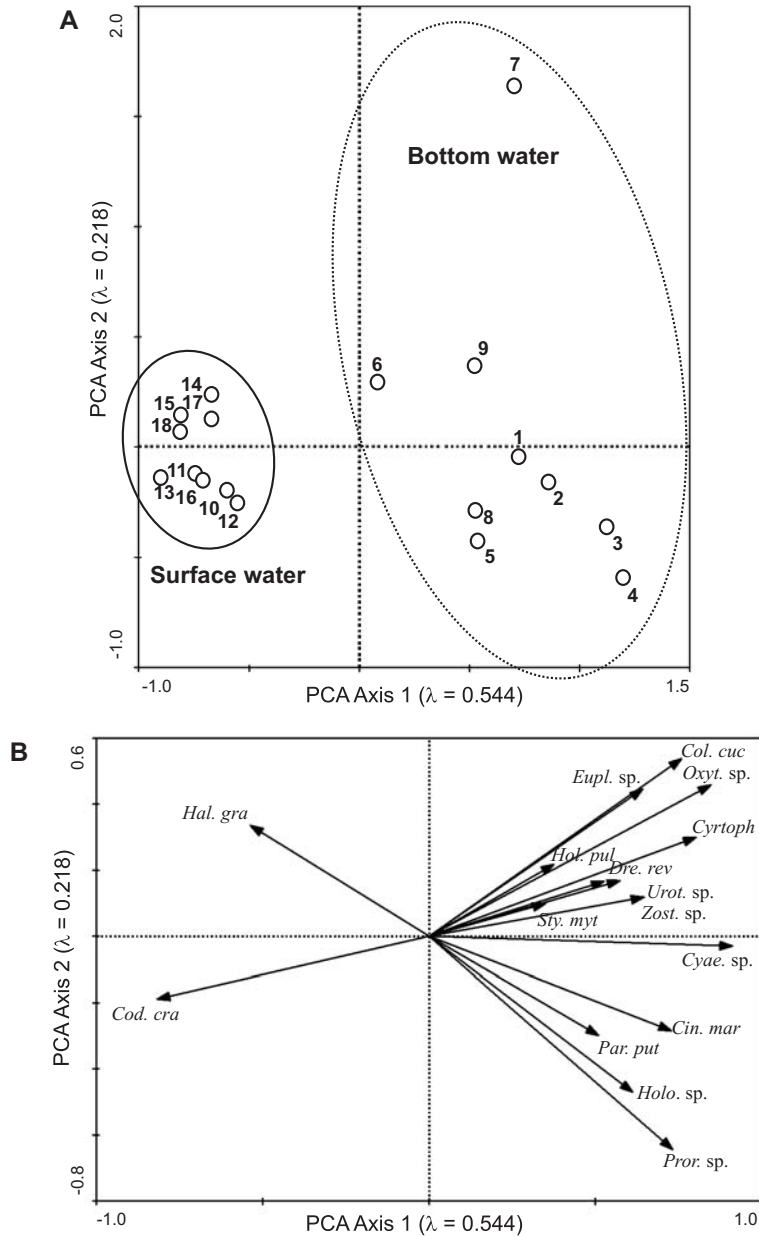 A
2.0
7
Bottom water
PCA Axis 2 (λ = 0.218)
6
9
14
15
17
18
1
2
11
13
16
10
12
8
5
3
4
Surface water
-1.0
-1.0
PCA Axis 1 (λ = 0.544)
1.5
B
0.6
Col. cuc
Eupl. sp.
Oxyt. sp.
Hal. gra
Cyrtoph
Hol. pul
Dre. rev
Urot. sp.
Sty. myt
Zost. sp.
PCA Axis 2 (λ = 0.218)
Cyae. sp.
Cod. cra
Cin. mar
Par. put
Holo. sp.
Pror. sp.
-0.8
-1.0
PCA Axis 1 (λ = 0.544)
1.0